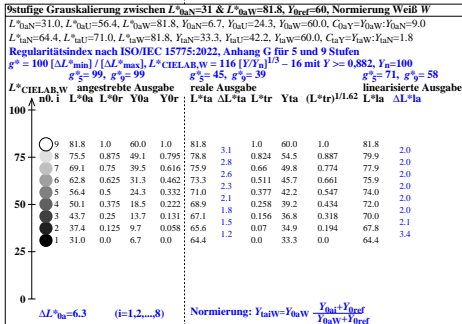 9stufige Grauskalierung zwischen L*0aN=31 & L*0aW=81.8, Y0ref=60, Normierung Weiß W
L*0aN=31.0, L*0aU=56.4, L*0aW=81.8, Y0aN=6.7, Y0aU=24.3, Y0aW=60.0, C0aY=Y0aW:Y0aN=9.0
L*taN=64.4, L*taU=71.0, L*taW=81.8, YtaN=33.3, YtaU=42.2, YtaW=60.0, CtaY=YtaW:YtaN=1.8
Regularitätsindex nach ISO/IEC 15775:2022, Anhang G für 5 und 9 Stufen
g* = 100 [ΔL*min] / [ΔL*max], L*CIELAB,W = 116 [Y/Yn]1/3 − 16 mit Y >= 0,882, Yn=100
g*5= 99, g*9= 99 g*5= 45, g*9= 39 g*5= 71, g*9= 58
L*CIELAB,W angestrebte Ausgabe reale Ausgabe linearisierte Ausgabe
n0. i L*0a L*0r Y0a Y0r L*ta ΔL*ta L*tr Yta (L*tr)1/1.62 L*la ΔL*la
100
9 81.8 1.0 60.0 1.0 81.8 1.0 60.0 1.0 81.8
3.1 2.0
75
8 75.5 0.875 49.1 0.795 78.8 0.824 54.5 0.887 79.9
2.8 2.0
7 69.1 0.75 39.5 0.616 75.9 0.66 49.8 0.774 77.9
2.6 2.0
6 62.8 0.625 31.3 0.462 73.3 0.511 45.7 0.661 75.9
2.3 2.0
5 56.4 0.5 24.3 0.332 71.0 0.377 42.2 0.547 74.0
2.1 2.0
50
4 50.1 0.375 18.5 0.222 68.9 0.258 39.2 0.434 72.0
1.8 2.0
3 43.7 0.25 13.7 0.131 67.1 0.156 36.8 0.318 70.0
1.5 2.1
2 37.4 0.125 9.7 0.058 65.6 0.07 34.9 0.194 67.8
1.2 3.4
1 31.0 0.0 6.7 0.0 64.4 0.0 33.3 0.0 64.4
25
0
ΔL*0a=6.3 (i=1,2,...,8) Normierung: YtaiW=Y0aW Y0ai+Y0ref
Y0aW+Y0ref